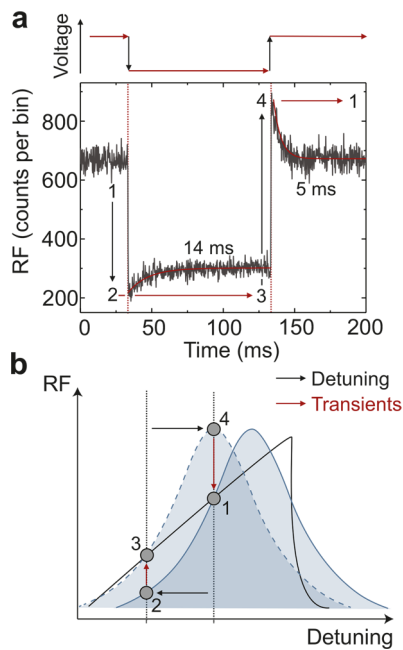 a
Voltage
RF (counts per bin)
800
600
400
200
4
1
1
5 ms
14 ms
2
3
0
50
100
150
200
Time (ms)
b
RF
Detuning
Transients
4
1
3
2
Detuning